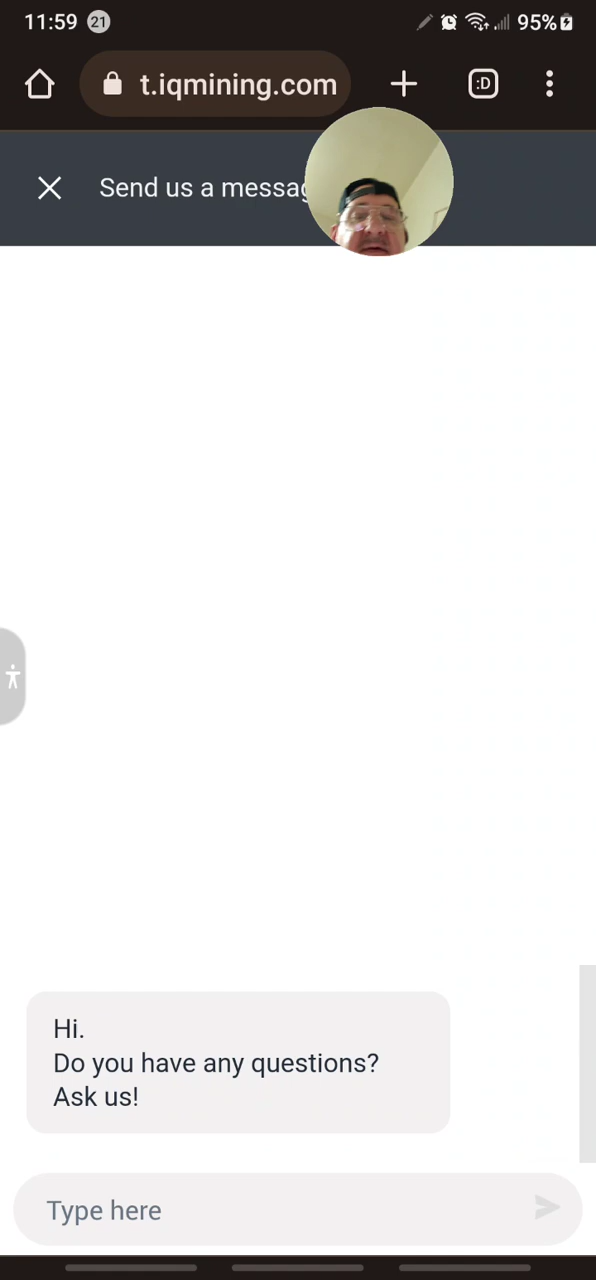 11:59 21 95%
t.iqmining.com :D
Send us a messag
Hi.
Do you have any questions?
Ask us!
Type here